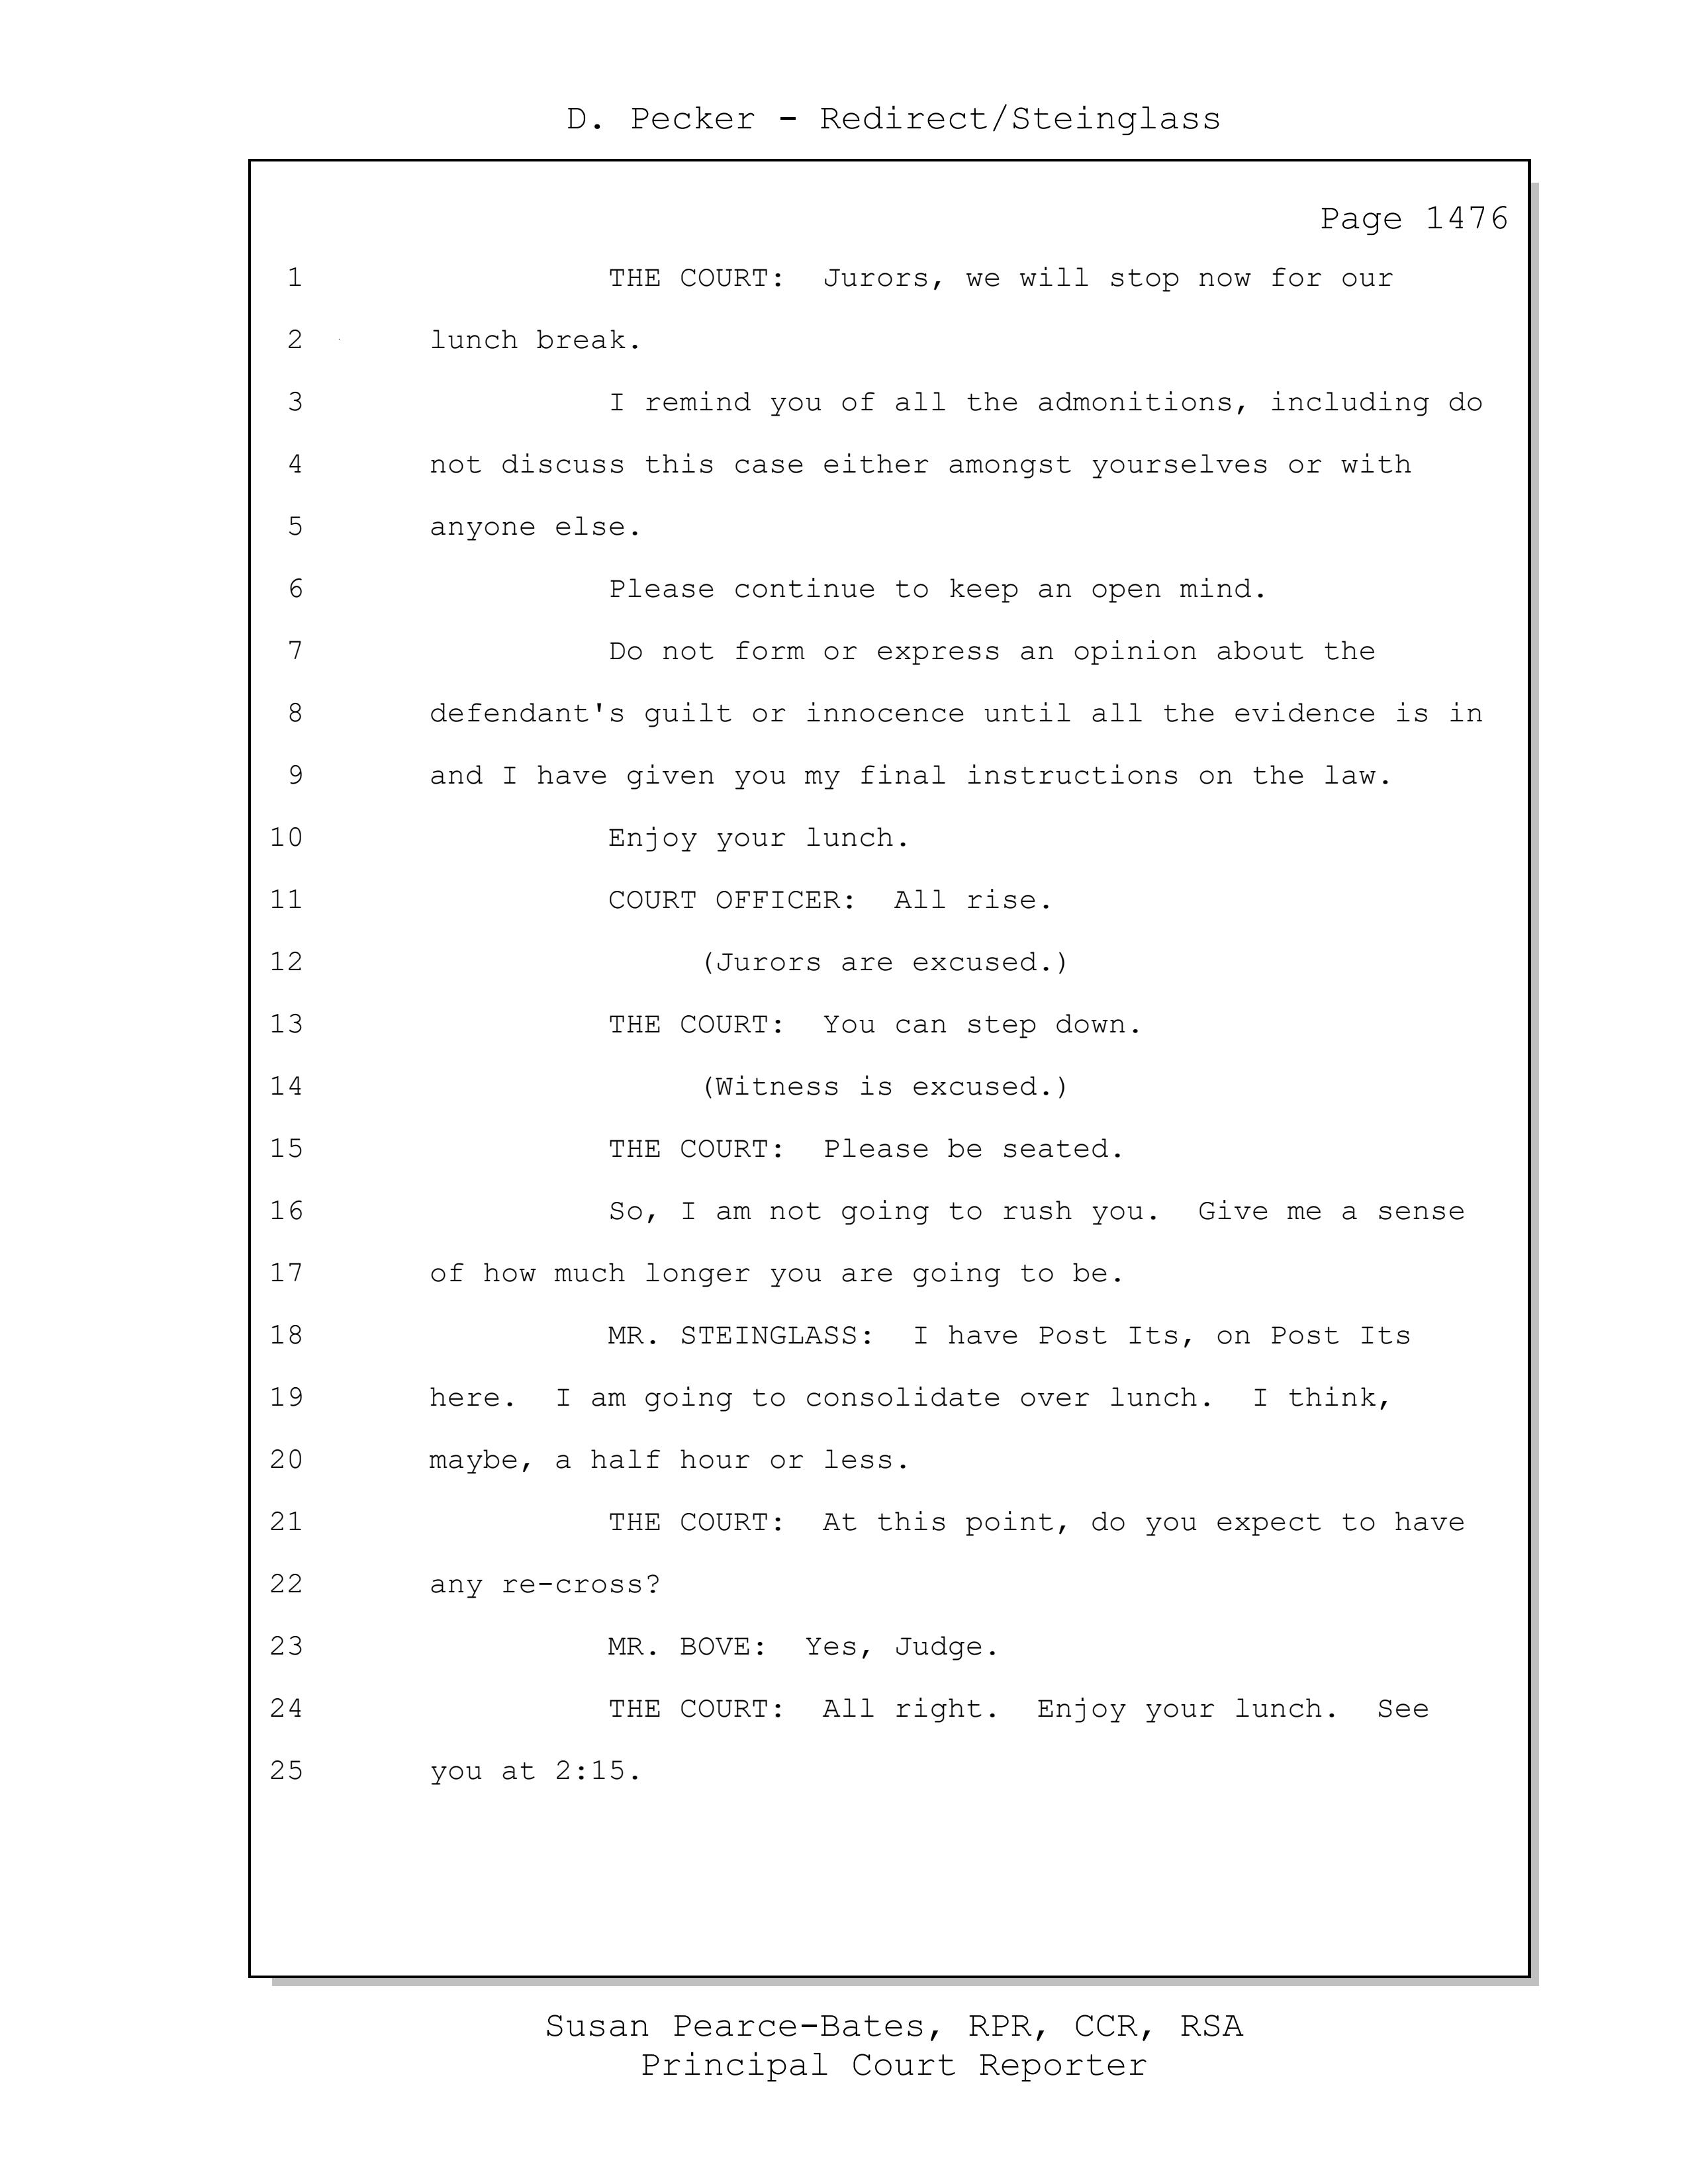 D. Pecker - Redirect/Steinglass
Page 1476
1 THE COURT: Jurors, we will stop now for our
2 lunch break.
3 I remind you of all the admonitions, including do
4 not discuss this case either amongst yourselves or with
5 anyone else.
6 Please continue to keep an open mind.
7 Do not form or express an opinion about the
8 defendant's guilt or innocence until all the evidence is in
9 and I have given you my final instructions on the law.
10 Enjoy your lunch.
11 COURT OFFICER: All rise.
12 (Jurors are excused.)
13 THE COURT: You can step down.
14 (Witness is excused.)
15 THE COURT: Please be seated.
16 So, I am not going to rush you. Give me a sense
17 of how much longer you are going to be.
18 MR. STEINGLASS: I have Post Its, on Post Its
19 here. I am going to consolidate over lunch. I think,
20 maybe, a half hour or less.
21 THE COURT: At this point, do you expect to have
22 any re-cross?
23 MR. BOVE: Yes, Judge.
24 THE COURT: All right. Enjoy your lunch. See
25 you at 2:15.
Susan Pearce-Bates, RPR, CCR, RSA
Principal Court Reporter